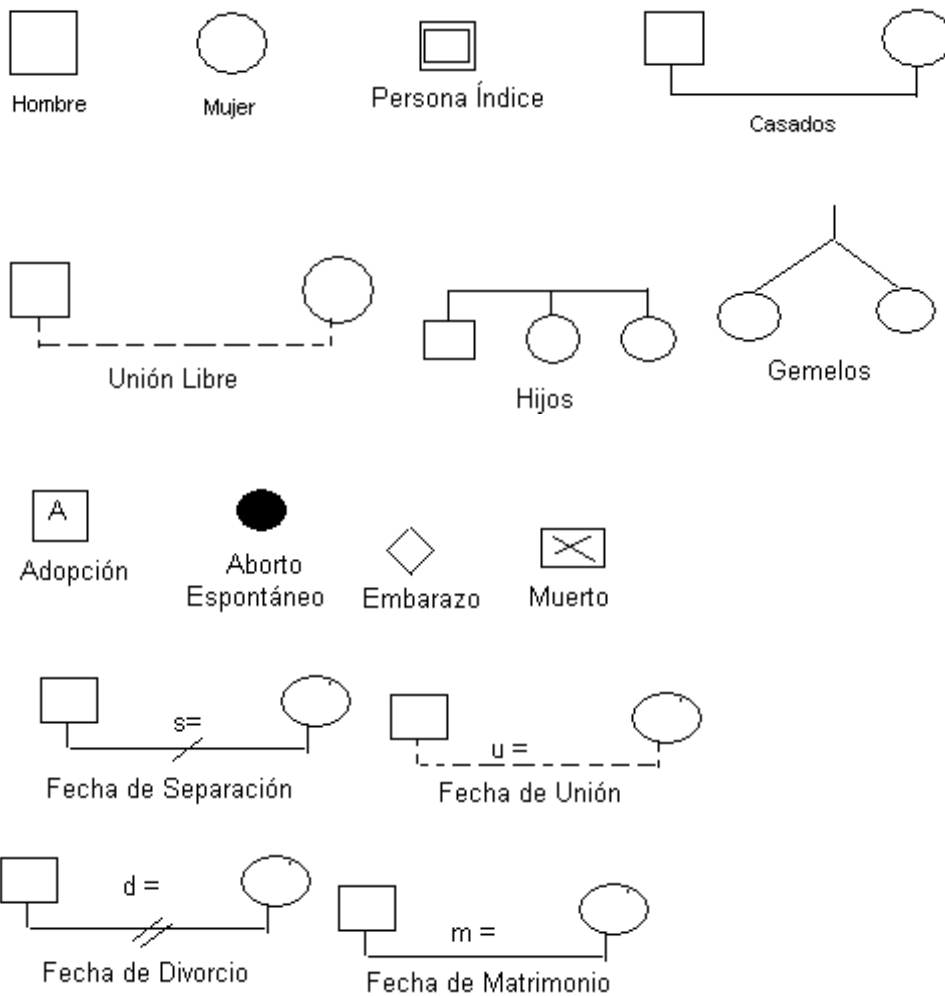 Hombre
Mujer
Persona Índice
Casados
Unión Libre
Hijos
Gemelos
A
Adopción
Aborto
Espontáneo
Embarazo
Muerto
s=
Fecha de Separación
u =
Fecha de Unión
d =
Fecha de Divorcio
m =
Fecha de Matrimonio